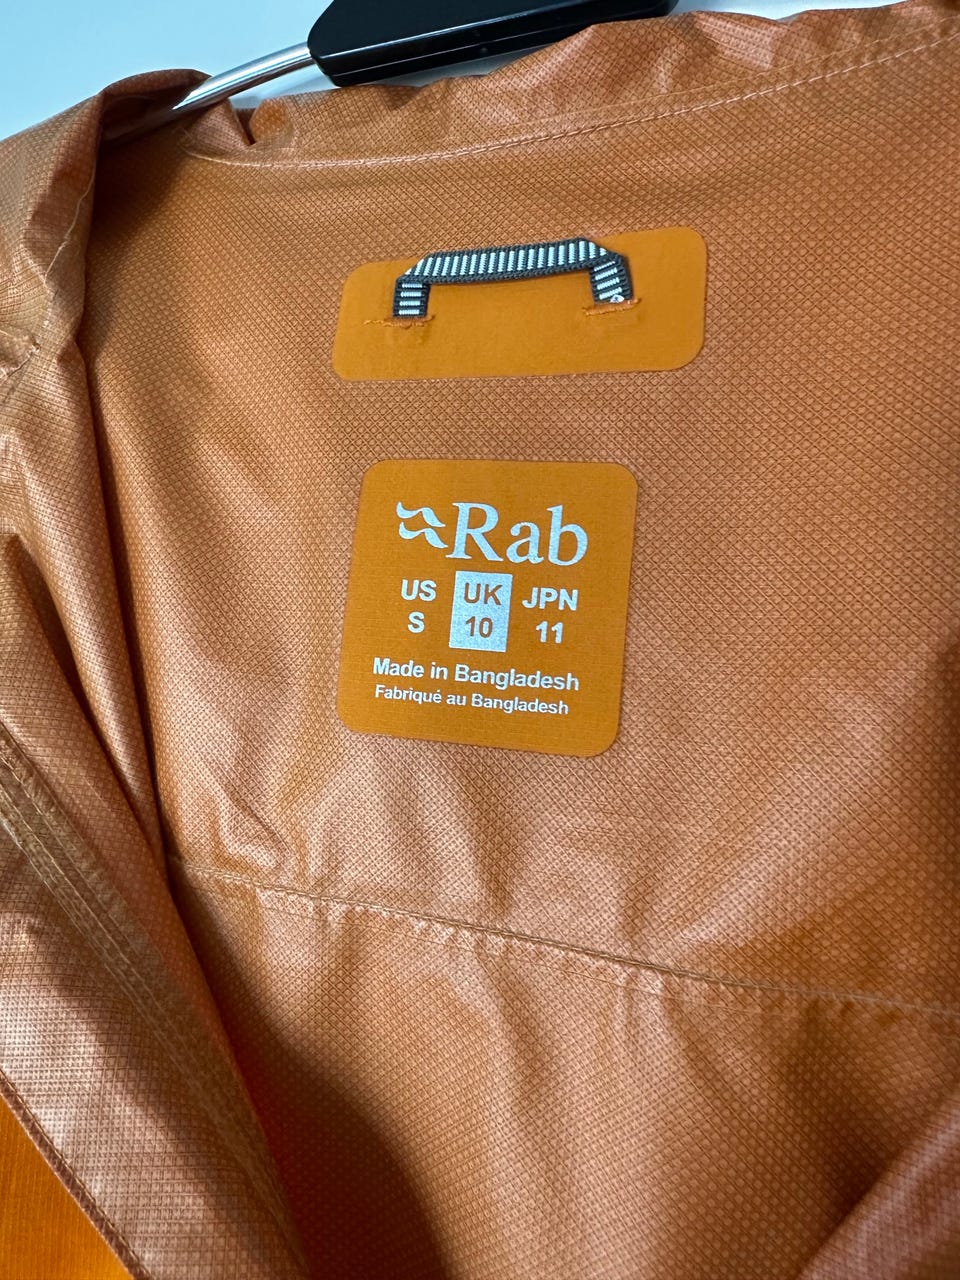 Rab
US UK JPN
S 10 11
Made in Bangladesh
Fabriqué au Bangladesh